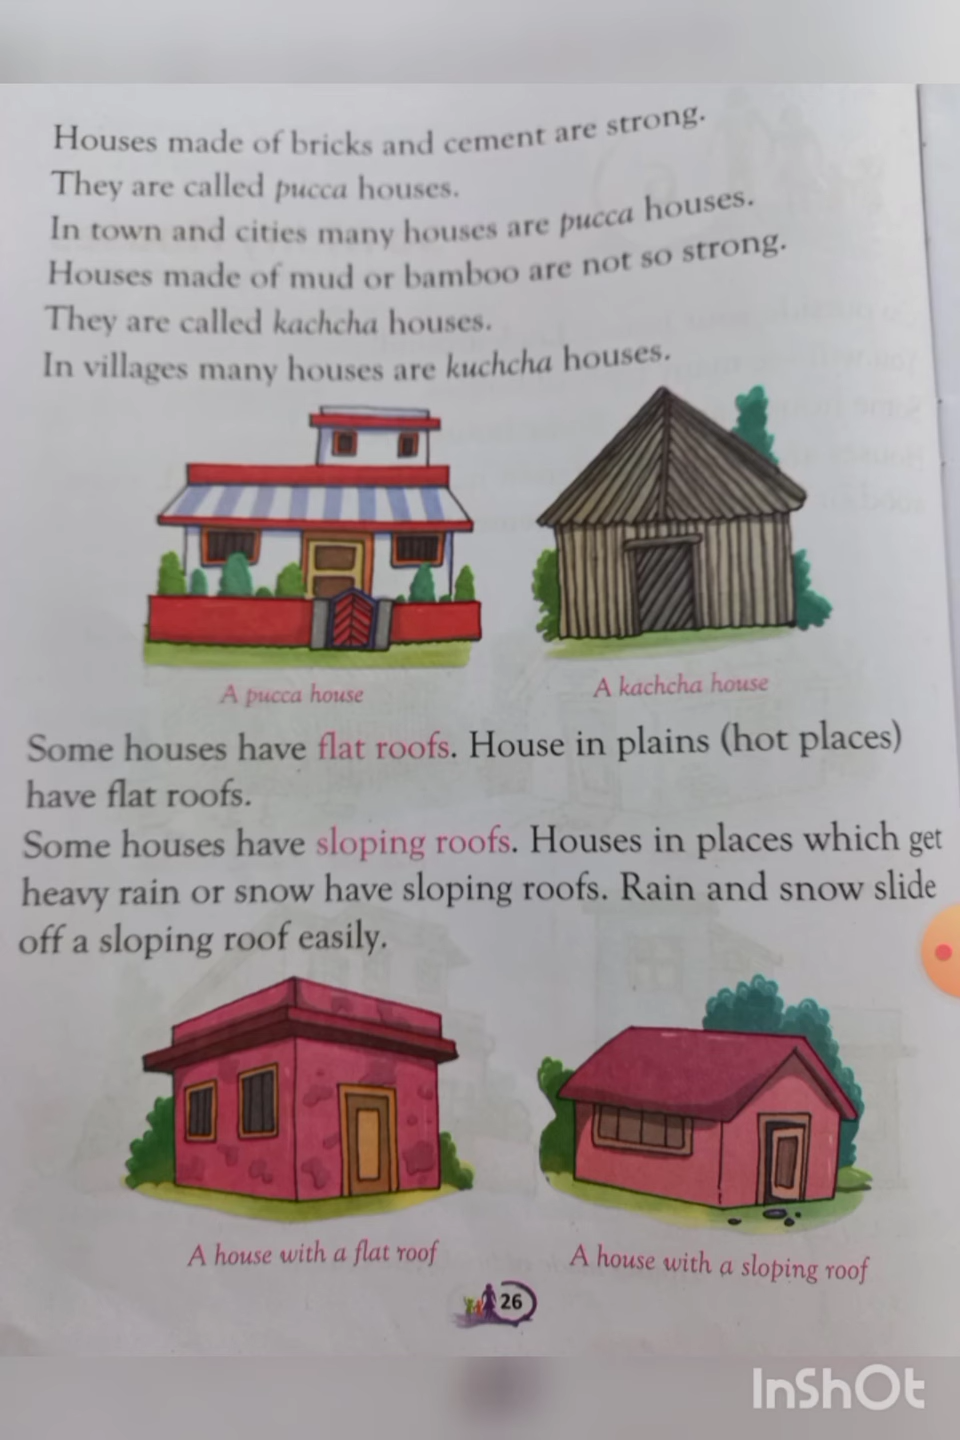 Houses made of bricks and cement are strong.
They are called pucca houses.
In town and cities many houses are pucca houses.
Houses made of mud or bamboo are not so strong.
They are called kachcha houses.
In villages many houses are kuchcha houses.
A pucca house
A kachcha house
Some houses have flat roofs. House in plains (hot places)
have flat roofs.
Some houses have sloping roofs. Houses in places which get
heavy rain or snow have sloping roofs. Rain and snow slide
off a sloping roof easily.
A house with a flat roof
A house with a sloping roof
26
InShOt